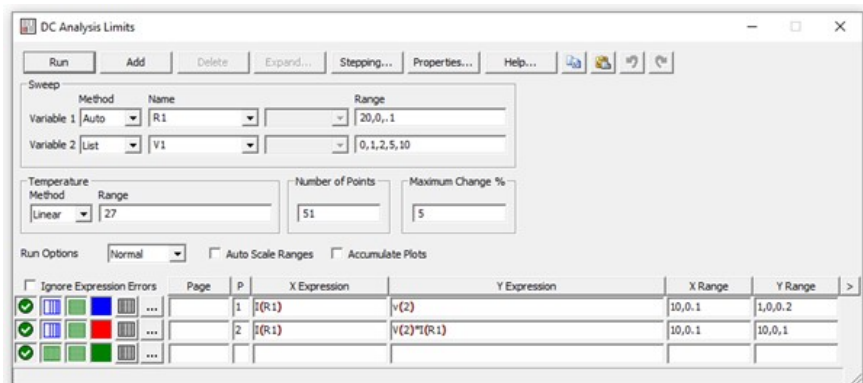 DC Analysis Limits
Run Add Delete Expand... Stepping... Properties... Help...
Sweep
Method Name Range
Variable 1 Auto R1 20,0,.1
Variable 2 List V1 0,1,2,5,10
Temperature Number of Points Maximum Change %
Method Range
Linear 27 51 5
Run Options Normal Auto Scale Ranges Accumulate Plots
Ignore Expression Errors Page P X Expression Y Expression X Range Y Range >
... 1 I(R1) v(2) 10,0.1 1,0,0.2
... 2 I(R1) V(2)*I(R1) 10,0.1 10,0,1
...